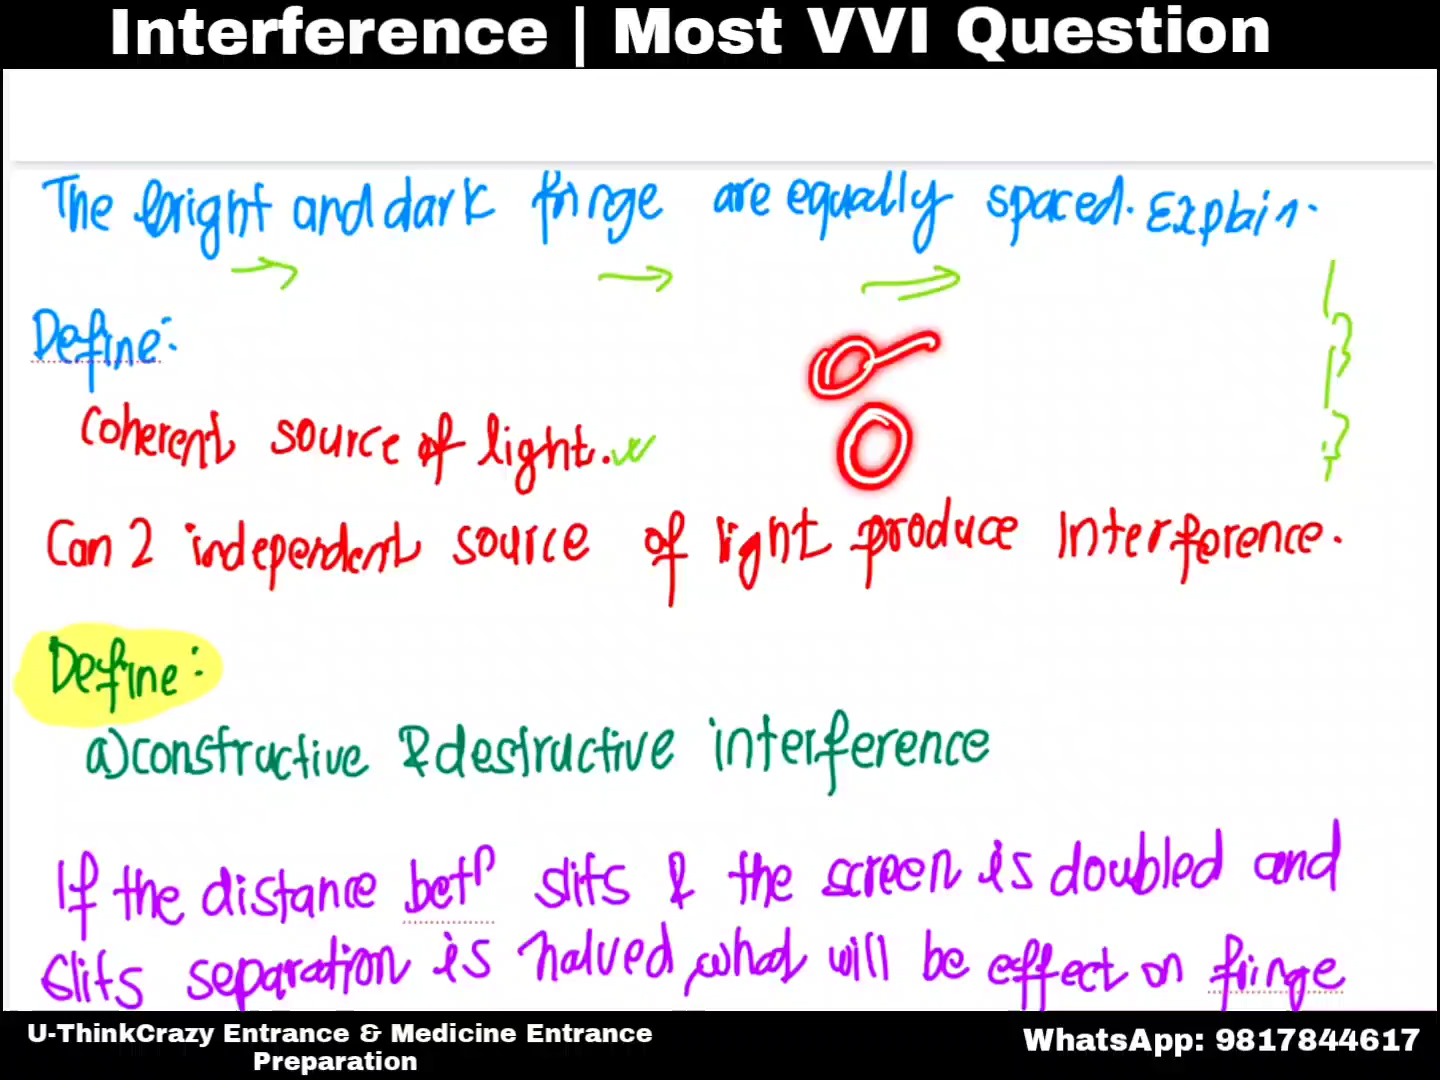 Interference | Most VVI Question
The bright and dark fringe are equally spaced. Explain.
Define:
Coherent source of light.
Can 2 independent source of light produce Interference.
Define:
a) constructive & destructive interference
If the distance betn slits & the screen is doubled and
slits separation is halved, what will be effect on fringe
U-ThinkCrazy Entrance & Medicine Entrance
Preparation
WhatsApp: 9817844617